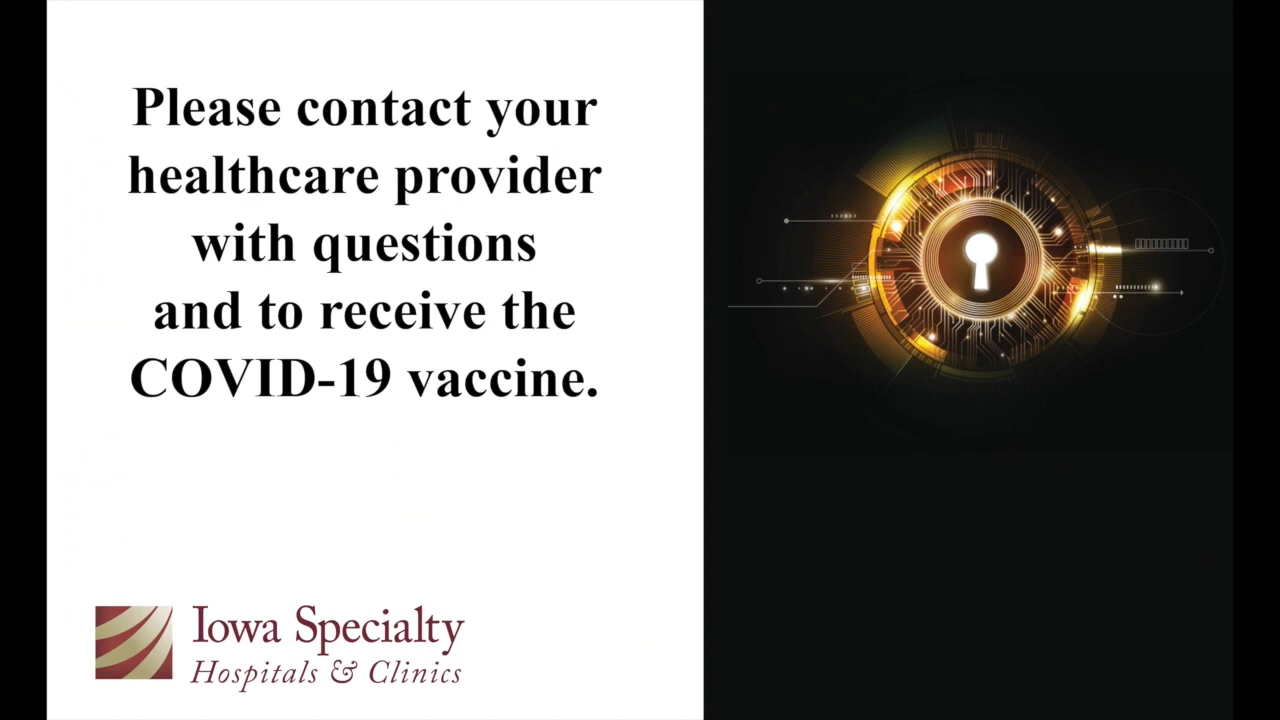 Please contact your
healthcare provider
with questions
and to receive the
COVID-19 vaccine.
Iowa Specialty
Hospitals & Clinics